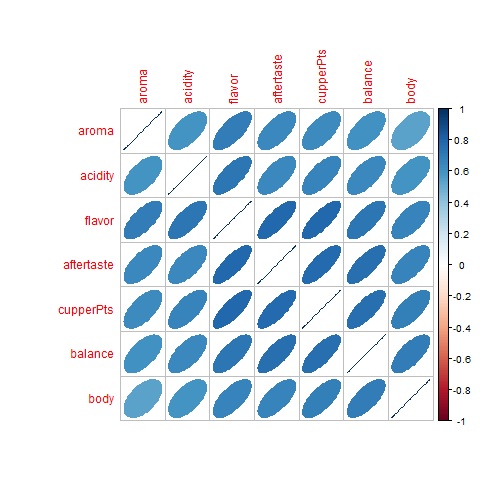 aroma
acidity
flavor
aftertaste
cupperPts
balance
body
aroma
acidity
flavor
aftertaste
cupperPts
balance
body
1
0.8
0.6
0.4
0.2
0
-0.2
-0.4
-0.6
-0.8
-1